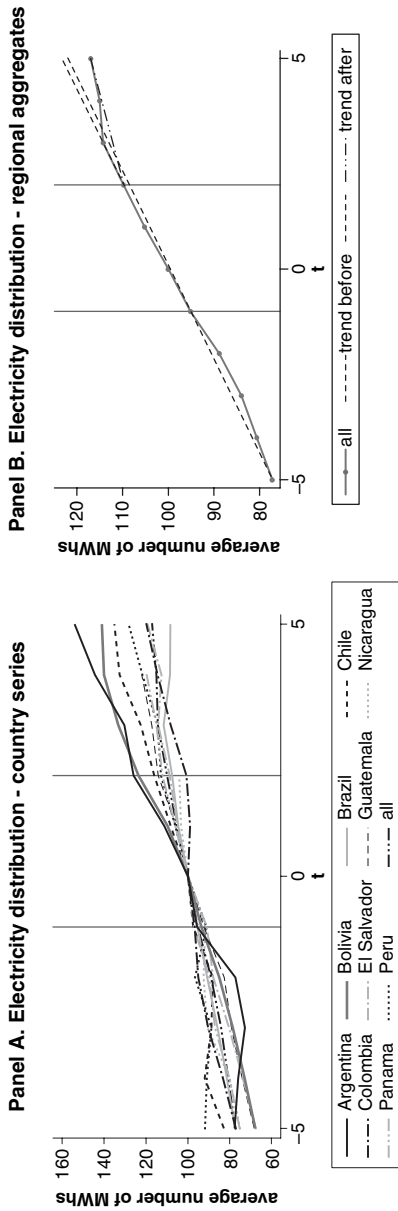 Panel A. Electricity distribution - country series
average number of MWhs
160
140
120
100
80
60
−5
0
5
t
Argentina Bolivia Brazil Chile
Colombia El Salvador Guatemala Nicaragua
Panama Peru all
Panel B. Electricity distribution - regional aggregates
average number of MWhs
120
110
100
90
80
−5
0
5
t
all trend before trend after